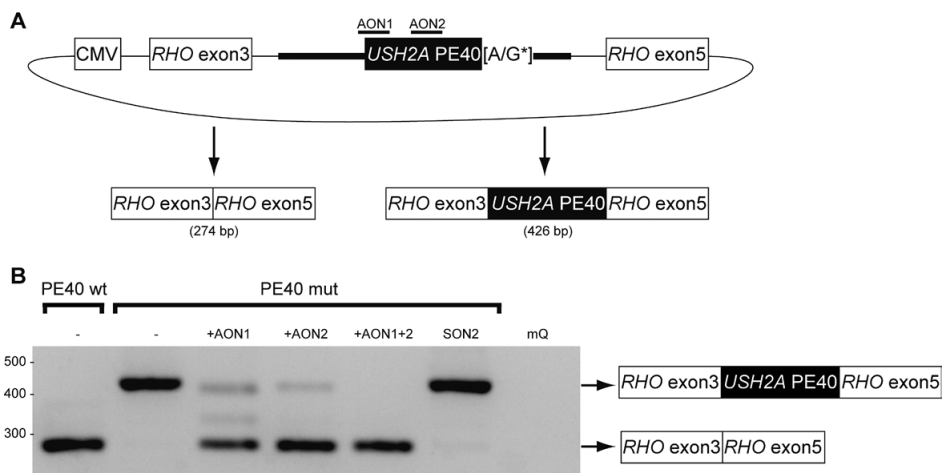 A
AON1 AON2
CMV RHO exon3 USH2A PE40 [A/G*] RHO exon5
RHO exon3 RHO exon5 RHO exon3 USH2A PE40 RHO exon5
(274 bp) (426 bp)
B
PE40 wt PE40 mut
- - +AON1 +AON2 +AON1+2 SON2 mQ
500
400
300
RHO exon3 USH2A PE40 RHO exon5
RHO exon3 RHO exon5